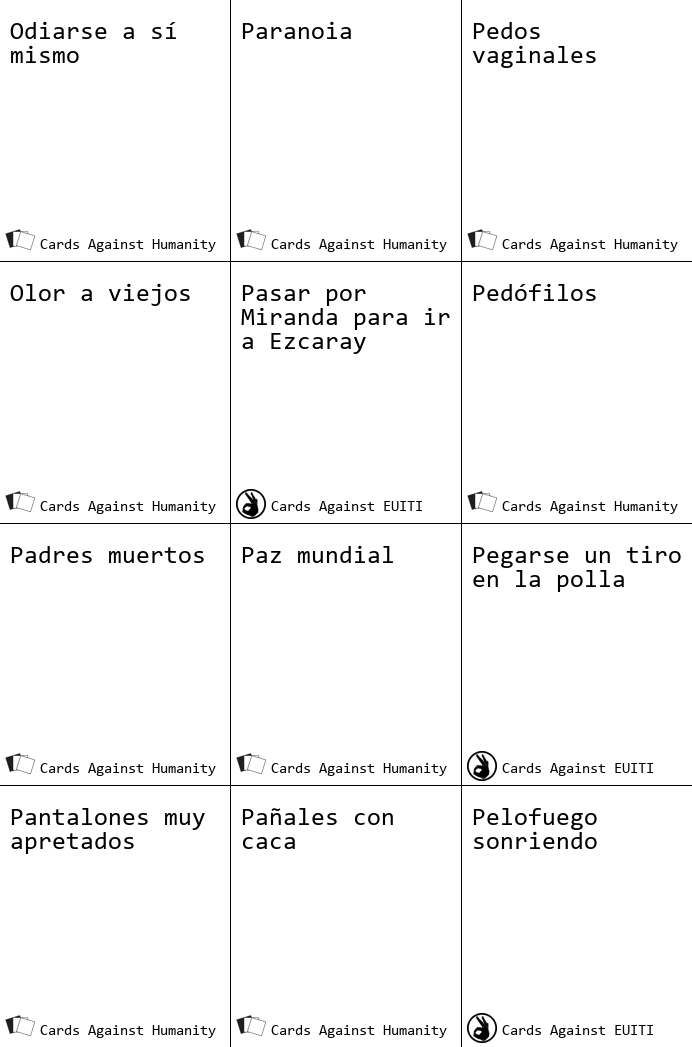 Odiarse a sí
mismo
Cards Against Humanity
Paranoia
Cards Against Humanity
Pedos
vaginales
Cards Against Humanity
Olor a viejos
Cards Against Humanity
Pasar por
Miranda para ir
a Ezcaray
Cards Against EUITI
Pedófilos
Cards Against Humanity
Padres muertos
Cards Against Humanity
Paz mundial
Cards Against Humanity
Pegarse un tiro
en la polla
Cards Against EUITI
Pantalones muy
apretados
Cards Against Humanity
Pañales con
caca
Cards Against Humanity
Pelofuego
sonriendo
Cards Against EUITI